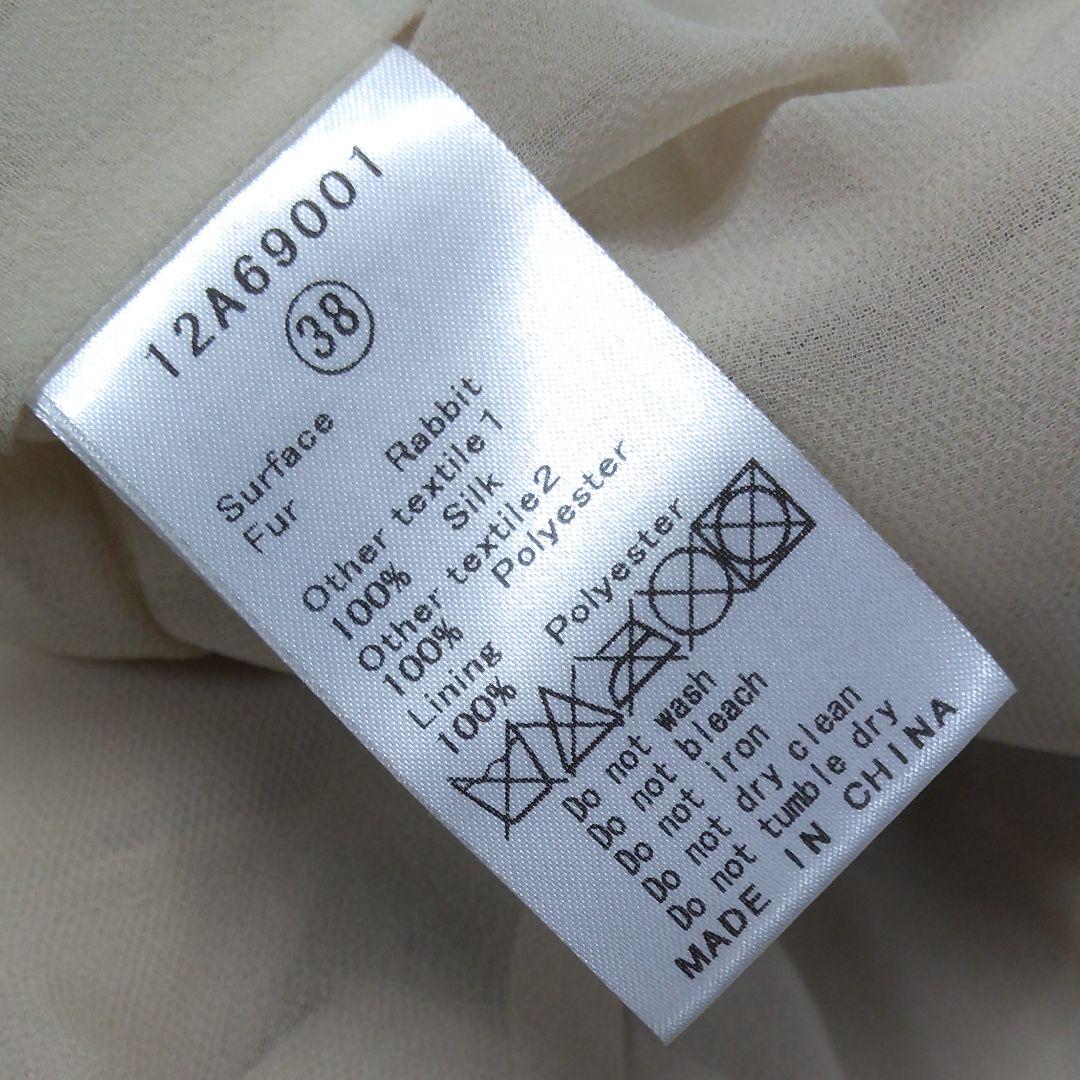 12A69001
38
Surface
Fur Rabbit
Other textile1
100% Silk
Other textile2
100% Polyester
Lining
100% Polyester
Do not wash
Do not bleach
Do not iron
Do not dry clean
Do not tumble dry
MADE IN CHINA